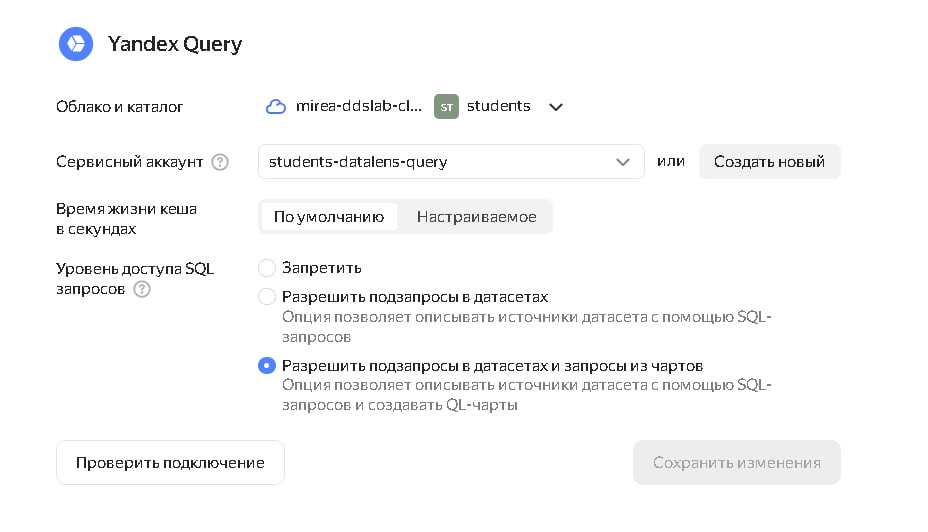 Yandex Query
Облако и каталог
mirea-ddslab-cl... ST students
Сервисный аккаунт ?
students-datalens-query
или
Создать новый
Время жизни кеша
в секундах
По умолчанию
Настраиваемое
Уровень доступа SQL
запросов ?
Запретить
Разрешить подзапросы в датасетах
Опция позволяет описывать источники датасета с помощью SQL-
запросов
Разрешить подзапросы в датасетах и запросы из чартов
Опция позволяет описывать источники датасета с помощью SQL-
запросов и создавать QL-чарты
Проверить подключение
Сохранить изменения